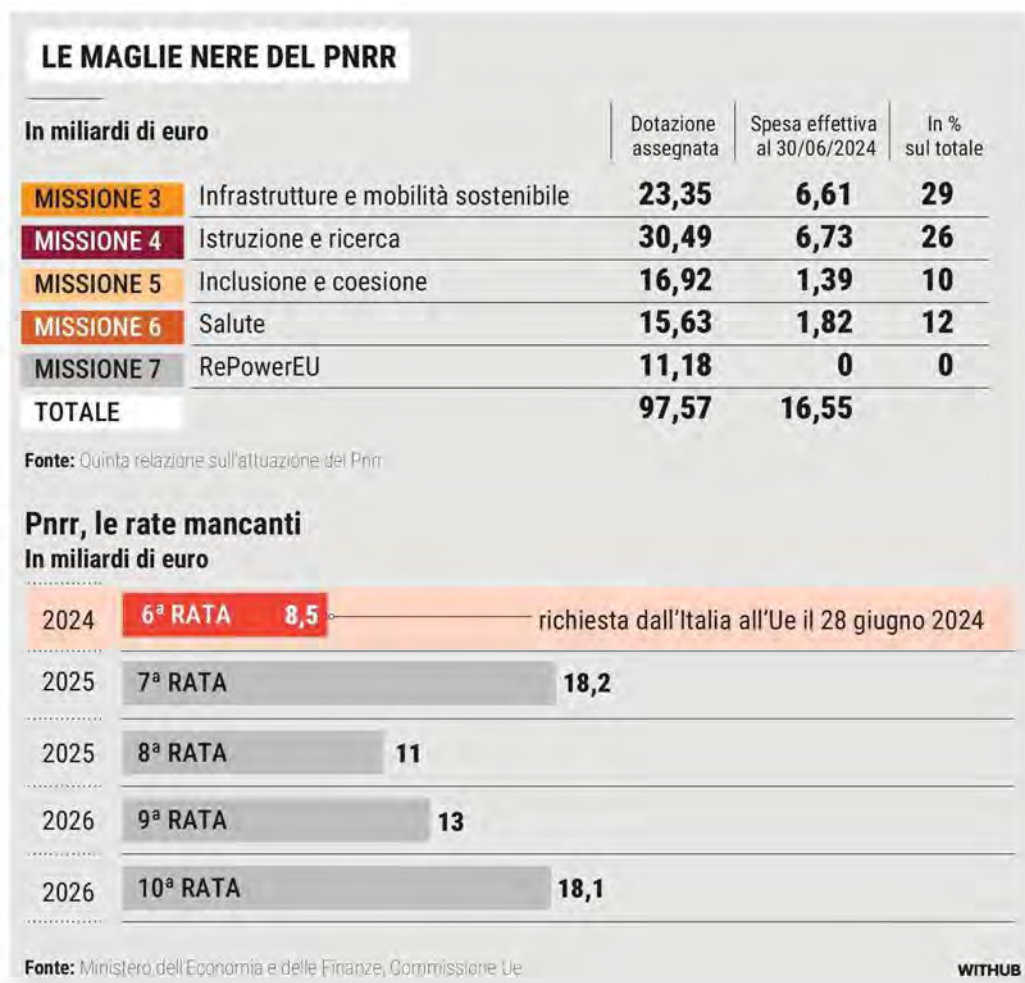 LE MAGLIE NERE DEL PNRR
In miliardi di euro
Dotazione assegnata
Spesa effettiva al 30/06/2024
In % sul totale
MISSIONE 3 Infrastrutture e mobilità sostenibile 23,35 6,61 29
MISSIONE 4 Istruzione e ricerca 30,49 6,73 26
MISSIONE 5 Inclusione e coesione 16,92 1,39 10
MISSIONE 6 Salute 15,63 1,82 12
MISSIONE 7 RePowerEU 11,18 0 0
TOTALE 97,57 16,55
Fonte: Quinta relazione sull'attuazione del Pnrr
Pnrr, le rate mancanti
In miliardi di euro
2024 6ª RATA 8,5 richiesta dall'Italia all'Ue il 28 giugno 2024
2025 7ª RATA 18,2
2025 8ª RATA 11
2026 9ª RATA 13
2026 10ª RATA 18,1
Fonte: Ministero dell'Economia e delle Finanze, Commissione Ue
WITHUB